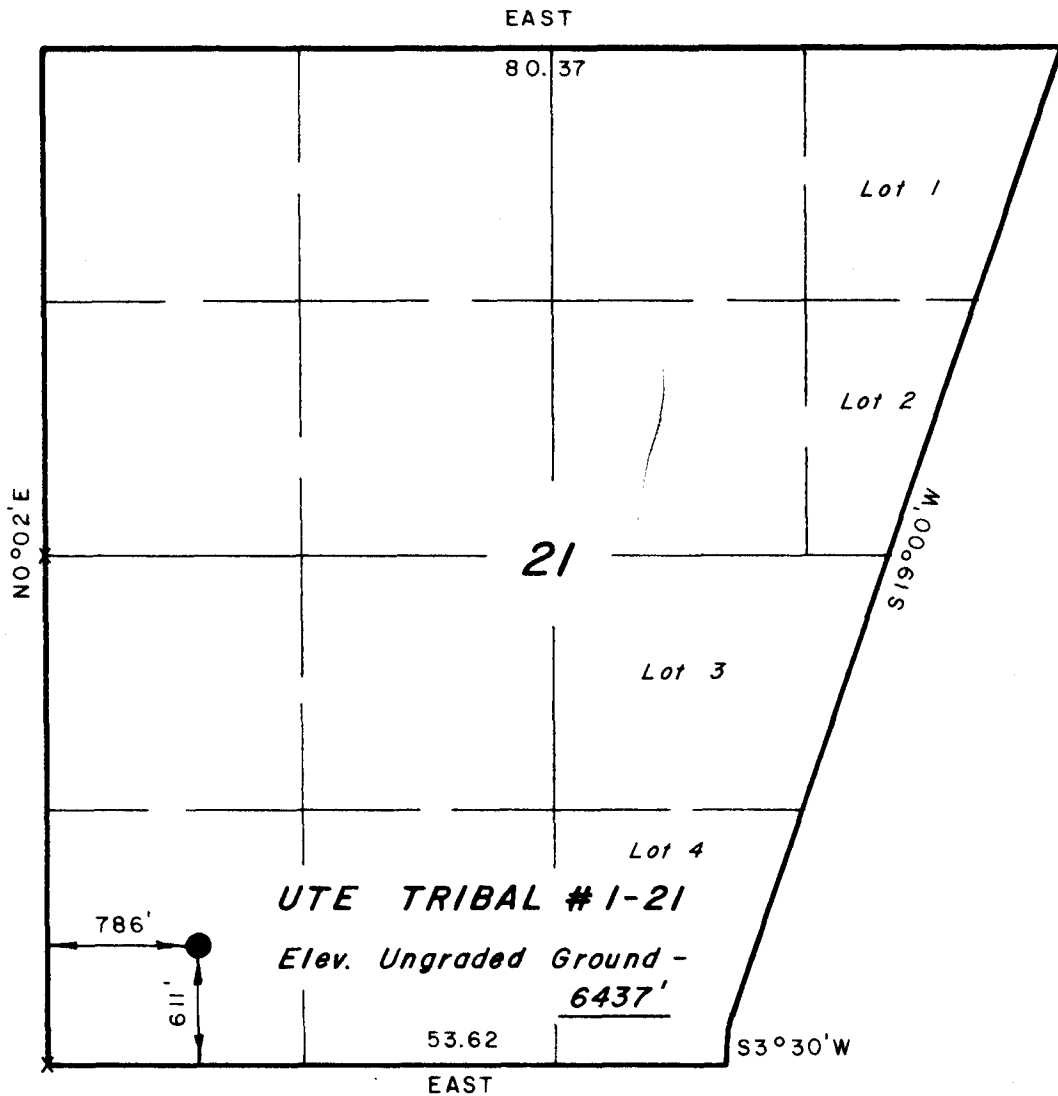 EAST
80.37
Lot 1
Lot 2
N0°02'E
21
S19°00'W
Lot 3
Lot 4
UTE TRIBAL #1-21
786'
Elev. Ungraded Ground -
6437'
611'
53.62
S3°30'W
EAST